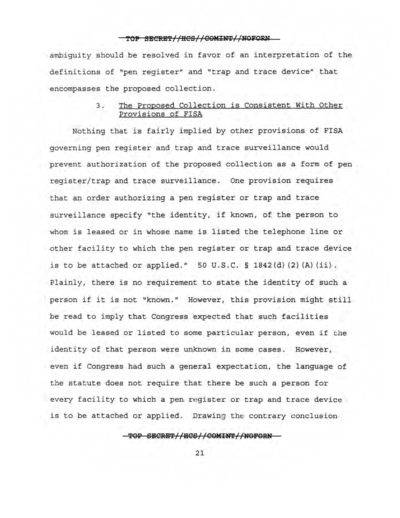 TOP SECRET//HCS//COMINT//NOFORN
ambiguity should be resolved in favor of an interpretation of the
definitions of "pen register" and "trap and trace device" that
encompasses the proposed collection.
3. The Proposed Collection is Consistent With Other
Provisions of FISA
Nothing that is fairly implied by other provisions of FISA
governing pen register and trap and trace surveillance would
prevent authorization of the proposed collection as a form of pen
register/trap and trace surveillance. One provision requires
that an order authorizing a pen register or trap and trace
surveillance specify "the identity, if known, of the person to
whom is leased or in whose name is listed the telephone line or
other facility to which the pen register or trap and trace device
is to be attached or applied." 50 U.S.C. § 1842(d)(2)(A)(ii).
Plainly, there is no requirement to state the identity of such a
person if it is not "known." However, this provision might still
be read to imply that Congress expected that such facilities
would be leased or listed to some particular person, even if the
identity of that person were unknown in some cases. However,
even if Congress had such a general expectation, the language of
the statute does not require that there be such a person for
every facility to which a pen register or trap and trace device
is to be attached or applied. Drawing the contrary conclusion
TOP SECRET//HCS//COMINT//NOFORN
21